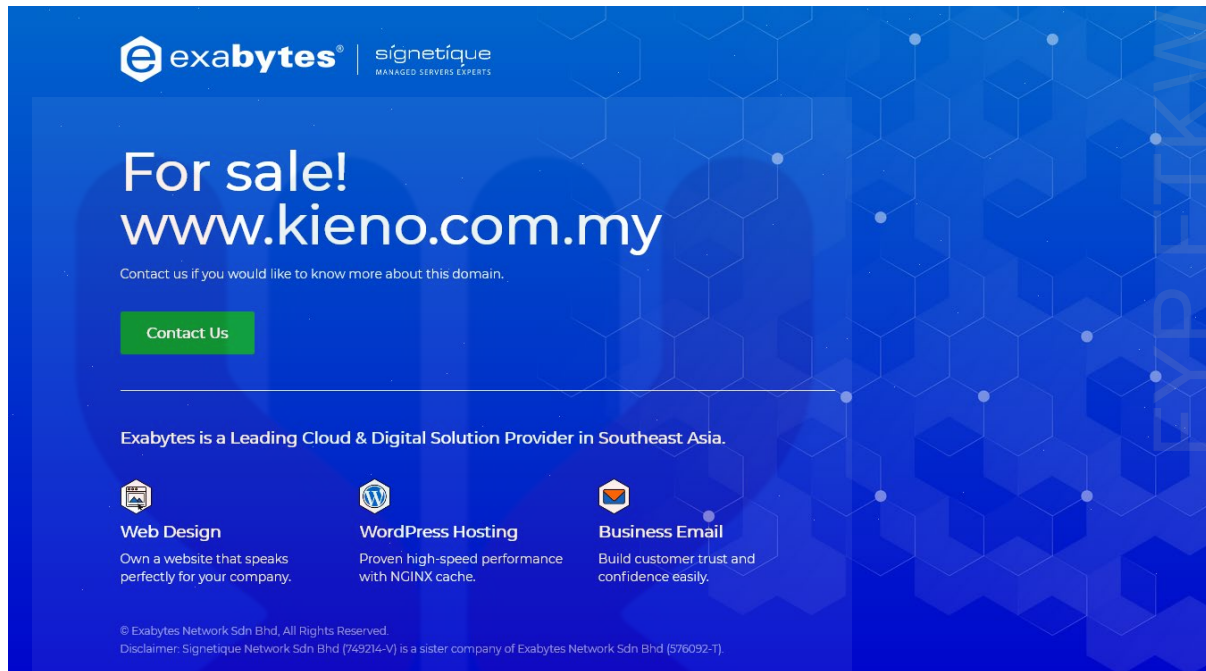 exabytes®
sígnetíque
MANAGED SERVERS EXPERTS
For sale!
www.kieno.com.my
Contact us if you would like to know more about this domain.
Contact Us
Exabytes is a Leading Cloud & Digital Solution Provider in Southeast Asia.
Web Design
Own a website that speaks
perfectly for your company.
WordPress Hosting
Proven high-speed performance
with NGINX cache.
Business Email
Build customer trust and
confidence easily.
© Exabytes Network Sdn Bhd, All Rights Reserved.
Disclaimer: Signetique Network Sdn Bhd (749214-V) is a sister company of Exabytes Network Sdn Bhd (576092-T).